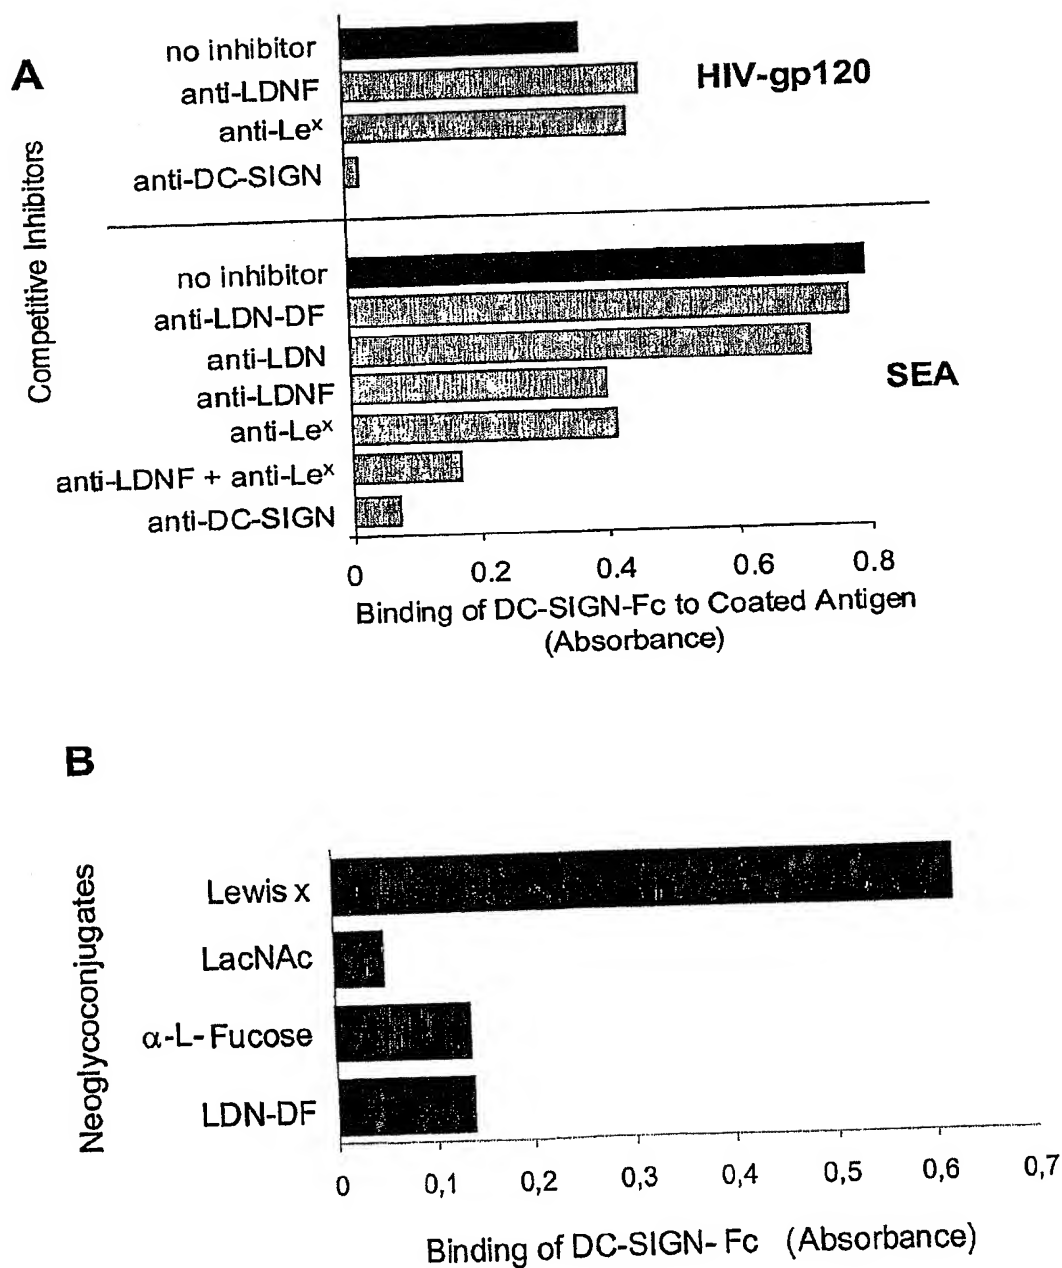 A
Competitive Inhibitors
no inhibitor
anti-LDNF
anti-Leˣ
anti-DC-SIGN
HIV-gp120
no inhibitor
anti-LDN-DF
anti-LDN
anti-LDNF
anti-Leˣ
anti-LDNF + anti-Leˣ
anti-DC-SIGN
SEA
0 0.2 0.4 0.6 0.8
Binding of DC-SIGN-Fc to Coated Antigen
(Absorbance)
B
Neoglycoconjugates
Lewis x
LacNAc
α-L-Fucose
LDN-DF
0 0,1 0,2 0,3 0,4 0,5 0,6 0,7
Binding of DC-SIGN- Fc (Absorbance)